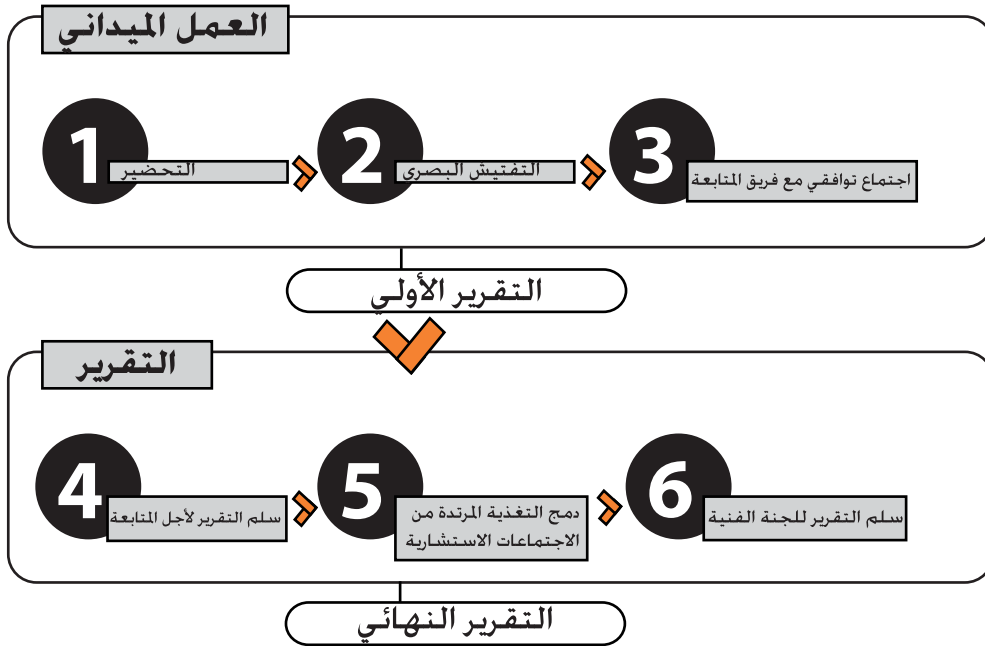 العمل الميداني
1
التحضير
2
التفتيش البصري
3
اجتماع توافقي مع فريق المتابعة
التقرير الأولي
التقرير
4
سلم التقرير لأجل المتابعة
5
دمج التغذية المرتدة من
الاجتماعات الاستشارية
6
سلم التقرير للجنة الفنية
التقرير النهائي